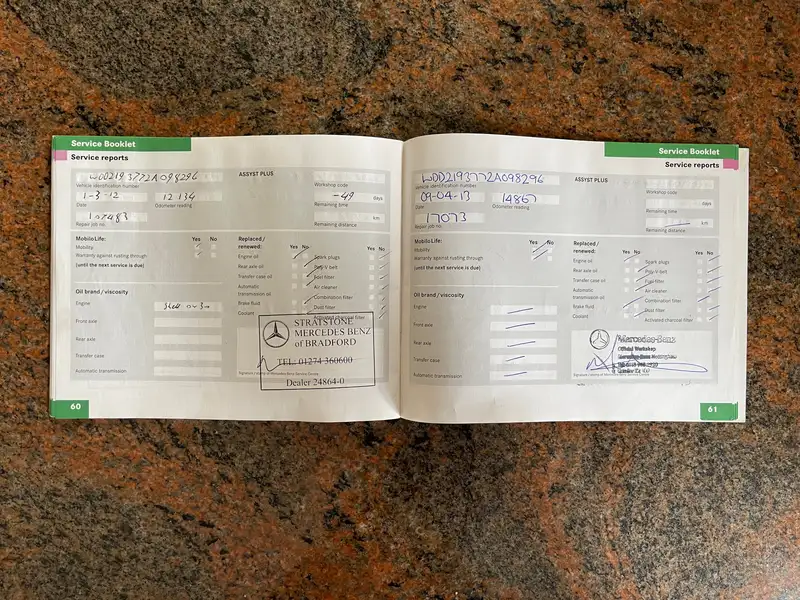 Service Booklet
Service reports
WDD2193772A098296
Vehicle identification number
1-3-12
12 134
Date
Odometer reading
107483
Repair job no.
ASSYST PLUS
Workshop code
-49 days
Remaining time
km
Remaining distance
MobiloLife:
Yes No
Mobility
Warranty against rusting through
(until the next service is due)
Oil brand / viscosity
Engine
Front axle
Rear axle
Transfer case
Automatic transmission
Replaced / renewed:
Yes No
Yes No
Engine oil
Spark plugs
Rear axle oil
Poly-V belt
Transfer case oil
Fuel filter
Automatic transmission oil
Air cleaner
Combination filter
Brake fluid
Dust filter
Coolant
Activated charcoal filter
STRATSTONE
MERCEDES BENZ
of BRADFORD
TEL: 01274 360600
Dealer 24864-0
60
Service Booklet
Service reports
WDD2193772A098296
Vehicle identification number
09-04-13
14867
Date
Odometer reading
17073
Repair job no.
ASSYST PLUS
Workshop code
days
Remaining time
km
Remaining distance
MobiloLife:
Yes No
Mobility
Warranty against rusting through
(until the next service is due)
Oil brand / viscosity
Engine
Front axle
Rear axle
Transfer case
Automatic transmission
Replaced / renewed:
Yes No
Yes No
Engine oil
Spark plugs
Rear axle oil
Poly-V belt
Transfer case oil
Fuel filter
Automatic transmission oil
Air cleaner
Combination filter
Brake fluid
Dust filter
Coolant
Activated charcoal filter
Mercedes-Benz
Official Workshop
61